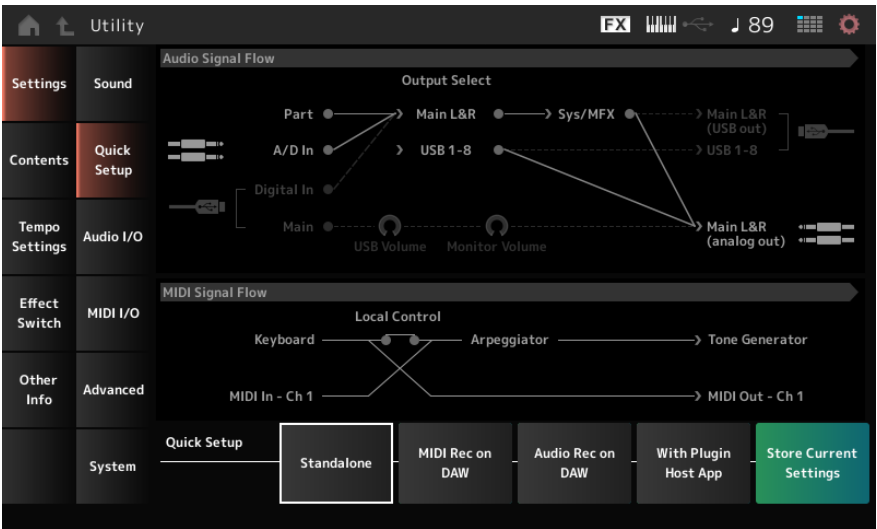 Utility
FX
89
Settings
Sound
Contents
Quick
Setup
Tempo
Settings
Audio I/O
Effect
Switch
MIDI I/O
Other
Info
Advanced
System
Audio Signal Flow
Output Select
Part
Main L&R
Sys/MFX
Main L&R
(USB out)
A/D In
USB 1-8
USB 1-8
Digital In
Main
USB Volume
Monitor Volume
Main L&R
(analog out)
MIDI Signal Flow
Local Control
Keyboard
Arpeggiator
Tone Generator
MIDI In - Ch 1
MIDI Out - Ch 1
Quick Setup
Standalone
MIDI Rec on
DAW
Audio Rec on
DAW
With Plugin
Host App
Store Current
Settings